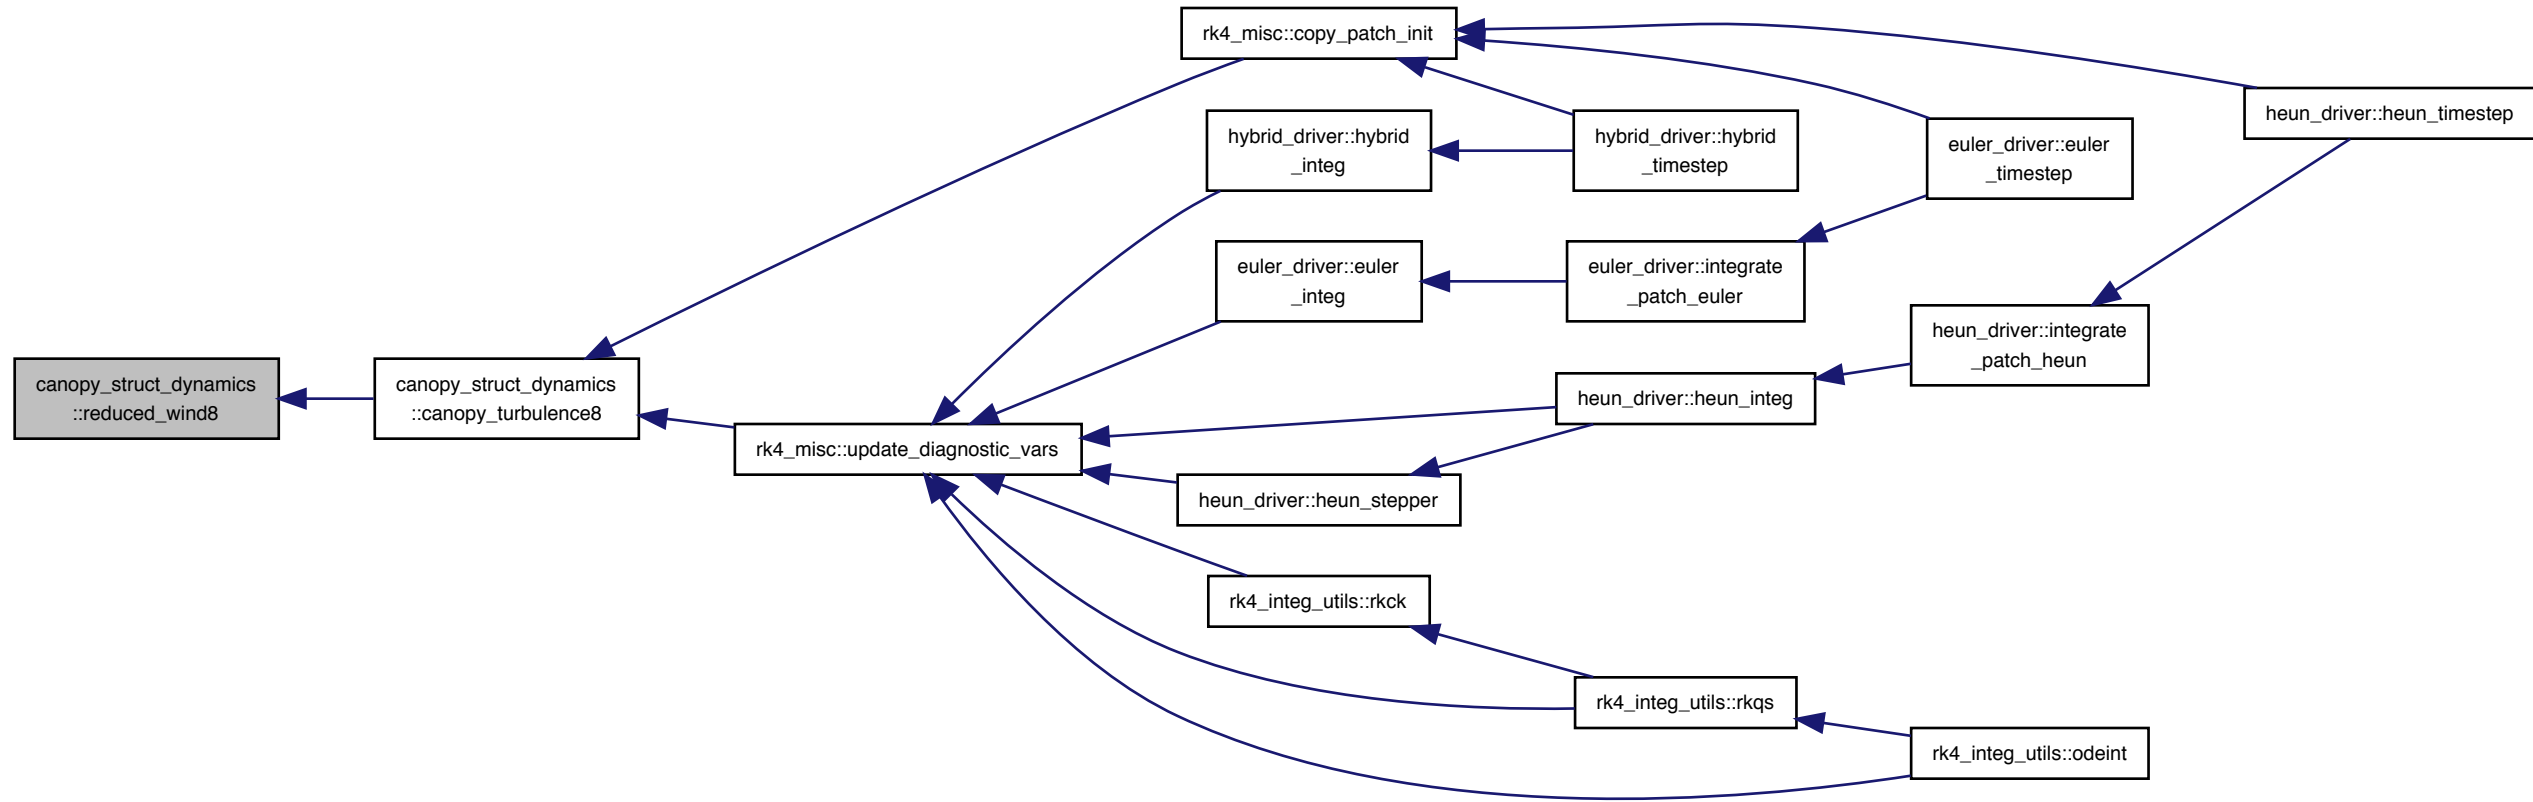 rk4_misc::copy_patch_init
heun_driver::heun_timestep
hybrid_driver::hybrid
_integ
hybrid_driver::hybrid
_timestep
euler_driver::euler
_timestep
euler_driver::euler
_integ
euler_driver::integrate
_patch_euler
heun_driver::integrate
_patch_heun
canopy_struct_dynamics
::reduced_wind8
canopy_struct_dynamics
::canopy_turbulence8
heun_driver::heun_integ
rk4_misc::update_diagnostic_vars
heun_driver::heun_stepper
rk4_integ_utils::rkck
rk4_integ_utils::rkqs
rk4_integ_utils::odeint